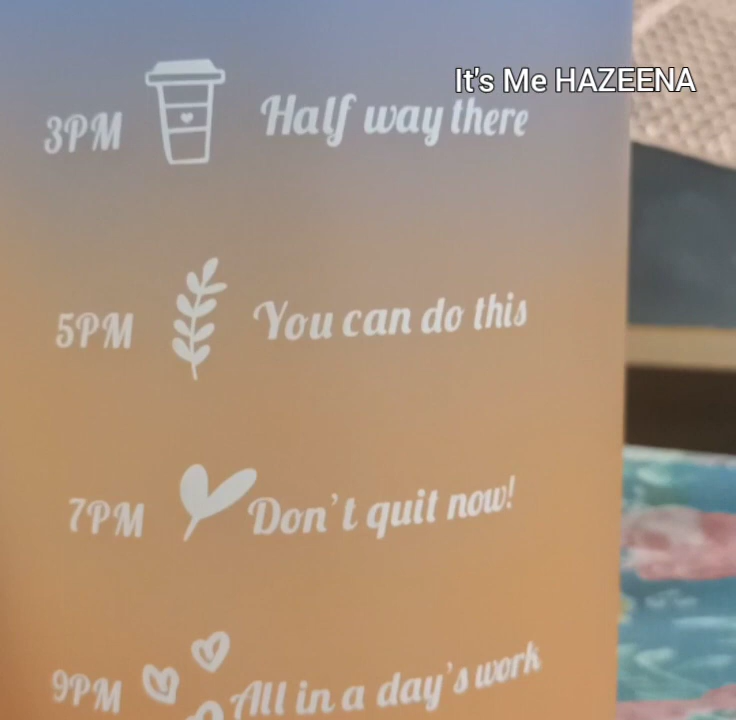 It's Me HAZEENA
3PM Half way there
5PM You can do this
7PM Don't quit now!
9PM All in a day's work